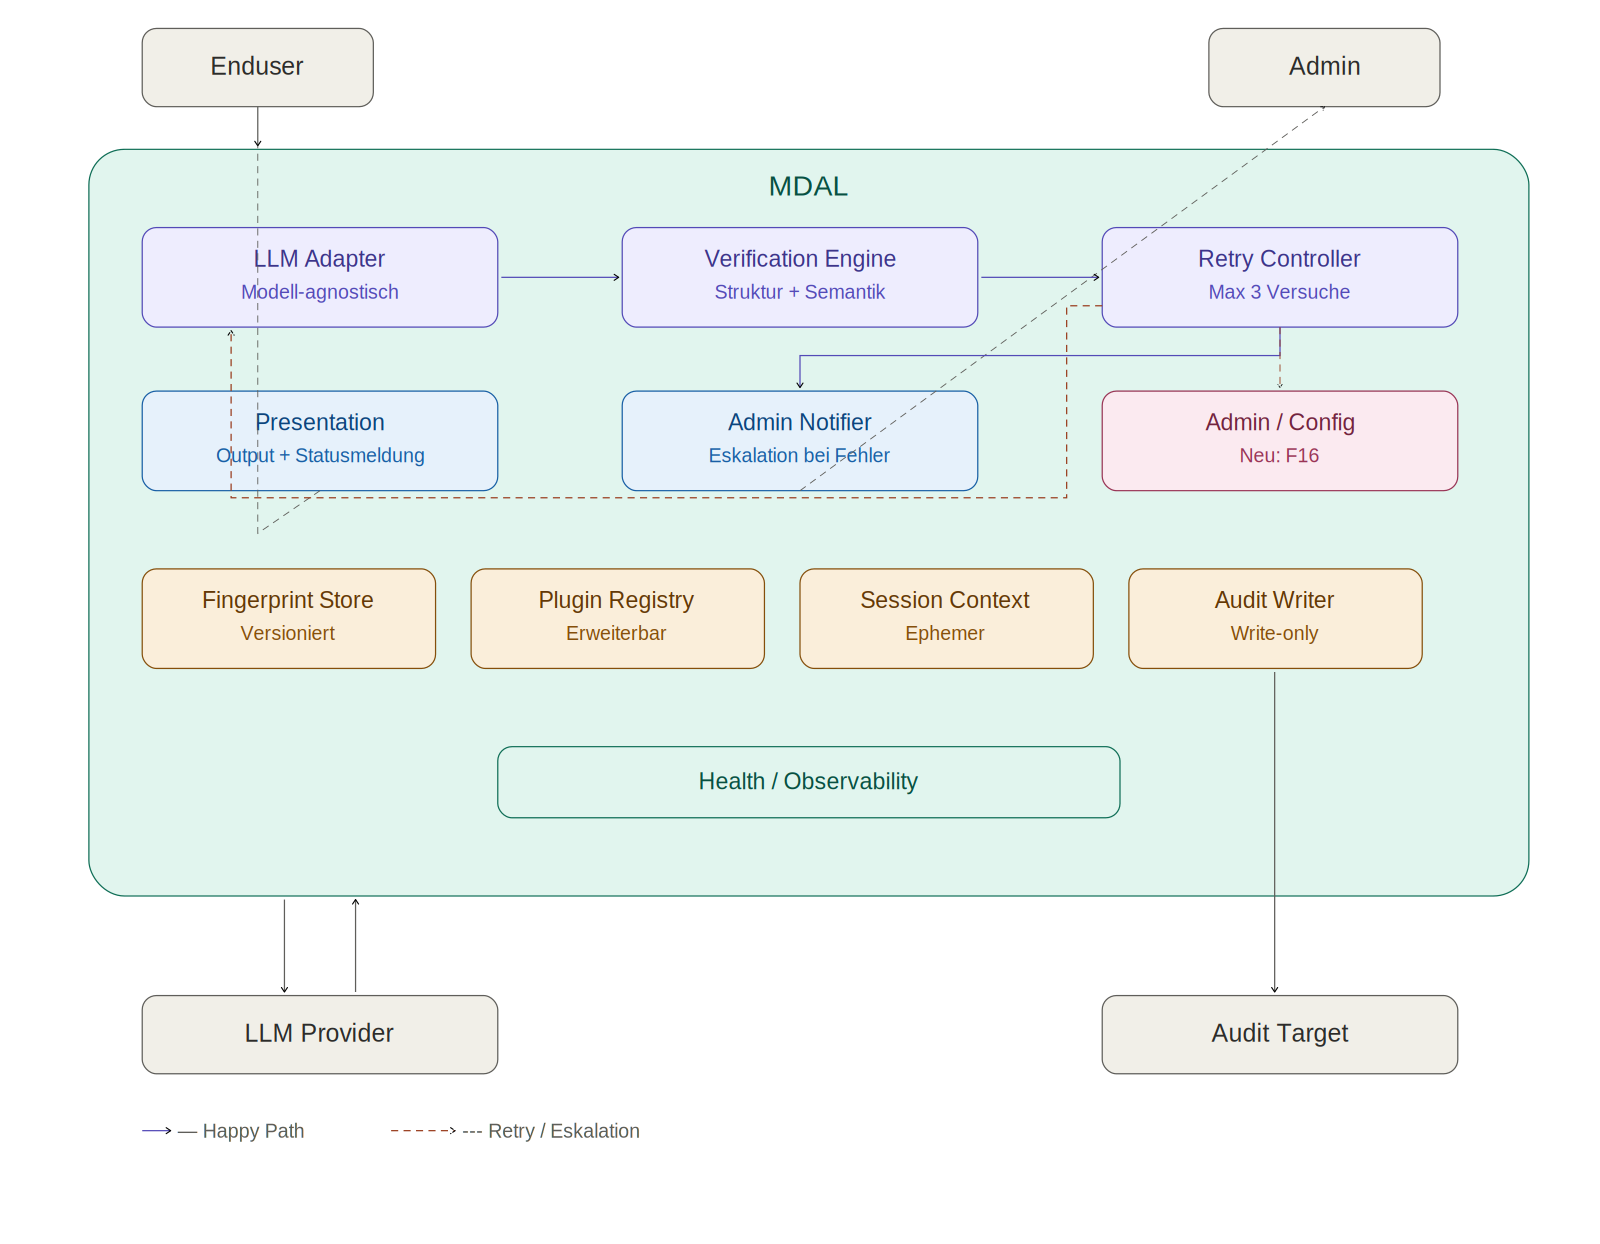 Enduser
Admin
MDAL
LLM Adapter
Modell-agnostisch
Verification Engine
Struktur + Semantik
Retry Controller
Max 3 Versuche
Presentation
Output + Statusmeldung
Admin Notifier
Eskalation bei Fehler
Admin / Config
Neu: F16
Fingerprint Store
Versioniert
Plugin Registry
Erweiterbar
Session Context
Ephemer
Audit Writer
Write-only
Health / Observability
LLM Provider
Audit Target
— Happy Path
--- Retry / Eskalation